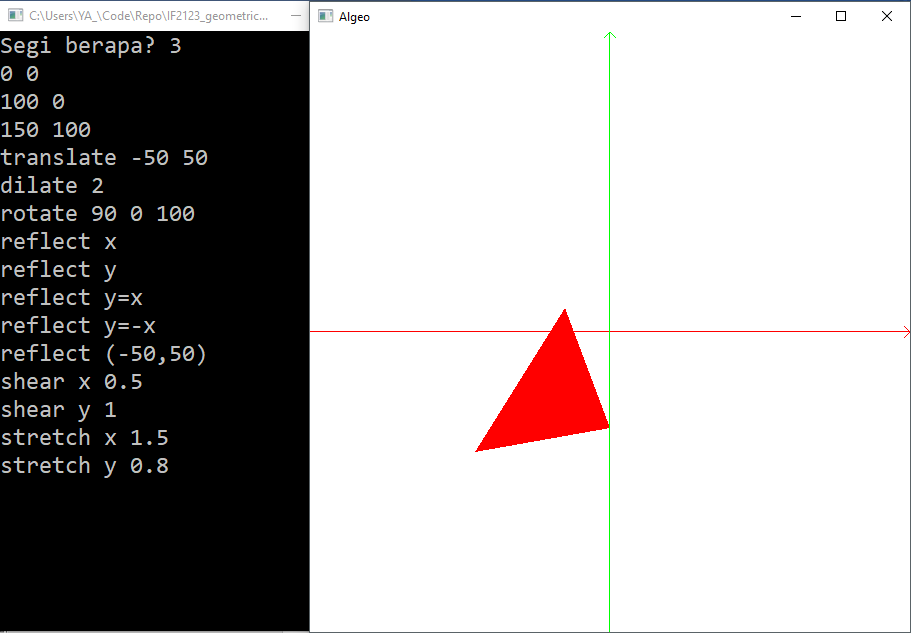 C:\Users\YA_\Code\Repo\IF2123_geometric...
Segi berapa? 3
0 0
100 0
150 100
translate -50 50
dilate 2
rotate 90 0 100
reflect x
reflect y
reflect y=x
reflect y=-x
reflect (-50,50)
shear x 0.5
shear y 1
stretch x 1.5
stretch y 0.8
Algeo